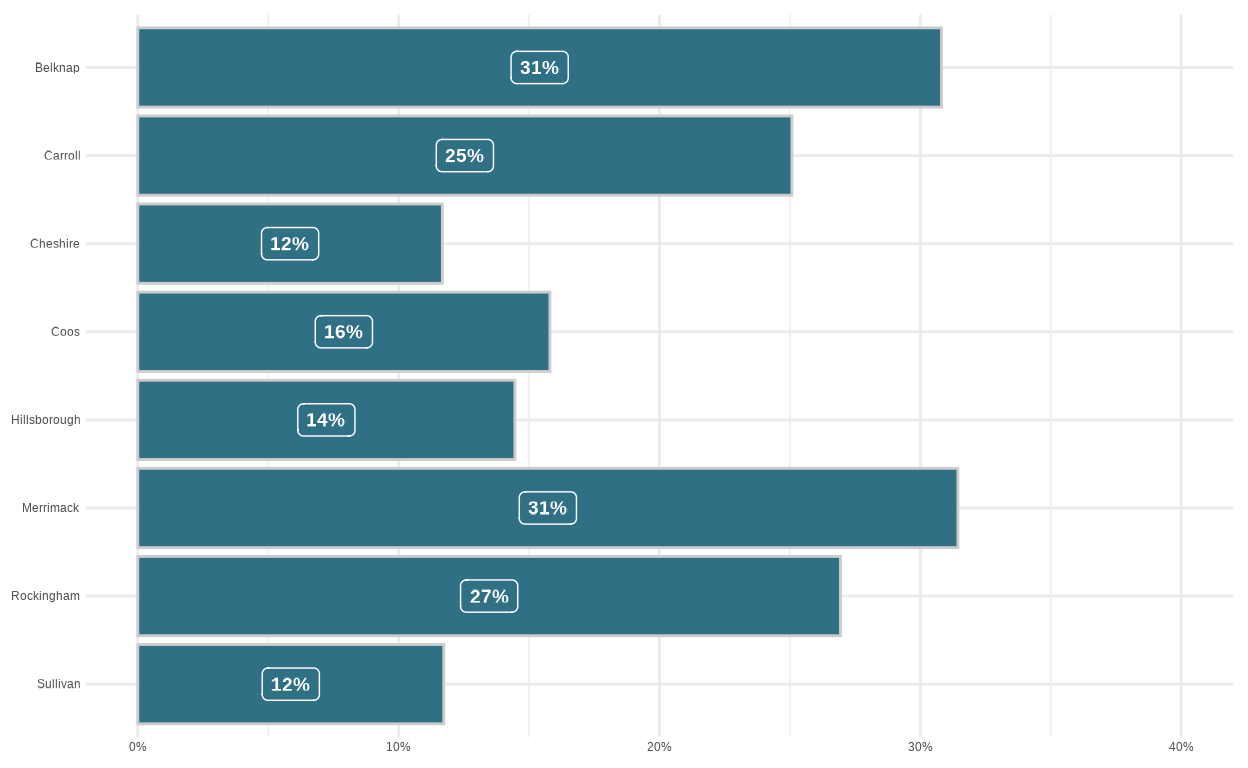 Belknap 31%
Carroll 25%
Cheshire 12%
Coos 16%
Hillsborough 14%
Merrimack 31%
Rockingham 27%
Sullivan 12%
0% 10% 20% 30% 40%